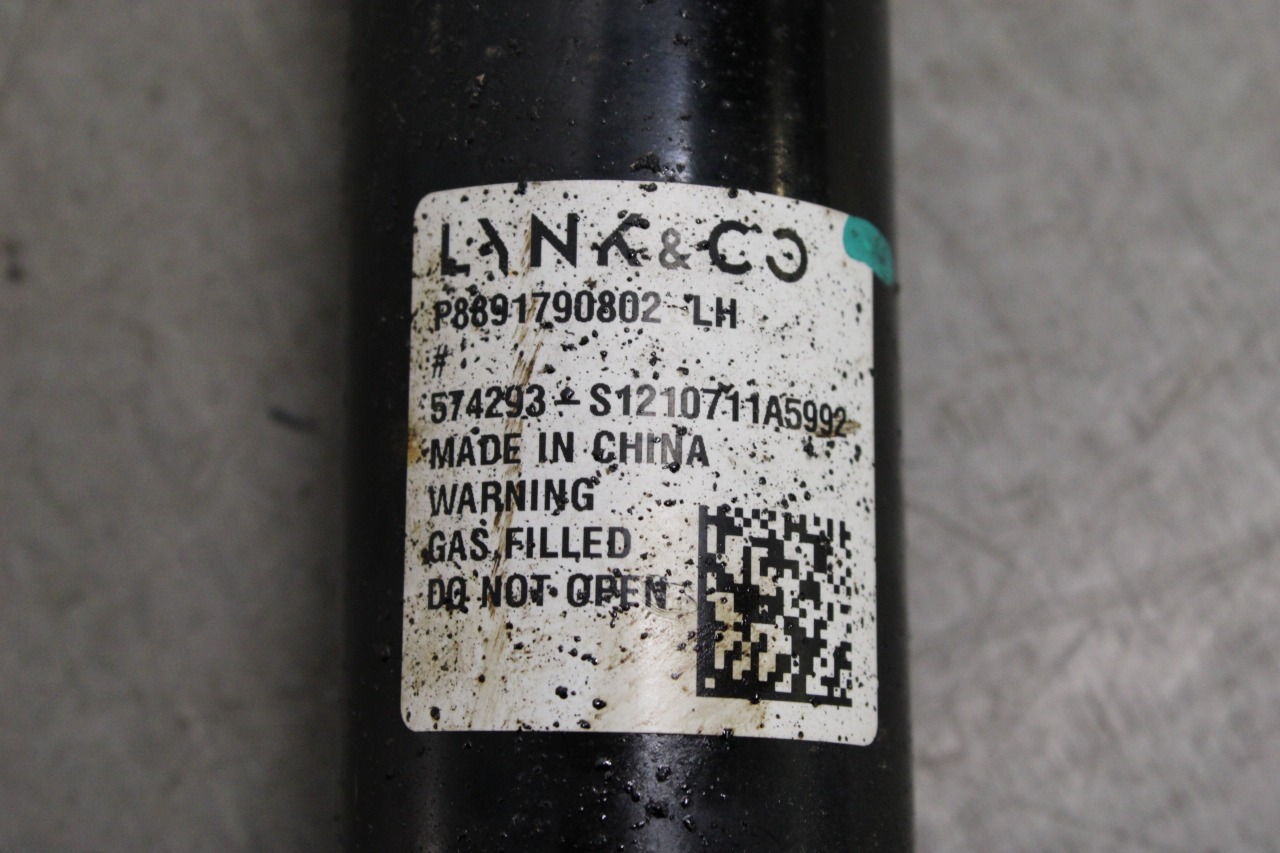 LYNK & CO
P8891790802 LH
#
574293 - S1210711A5992
MADE IN CHINA
WARNING
GAS FILLED
DO NOT OPEN